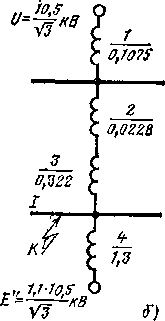 U = 10,5/√3 кВ
1/0,1075
2/0,0228
3/0,322
I
К
4/1,3
E″ = 1,1·10,5/√3 кВ
б)